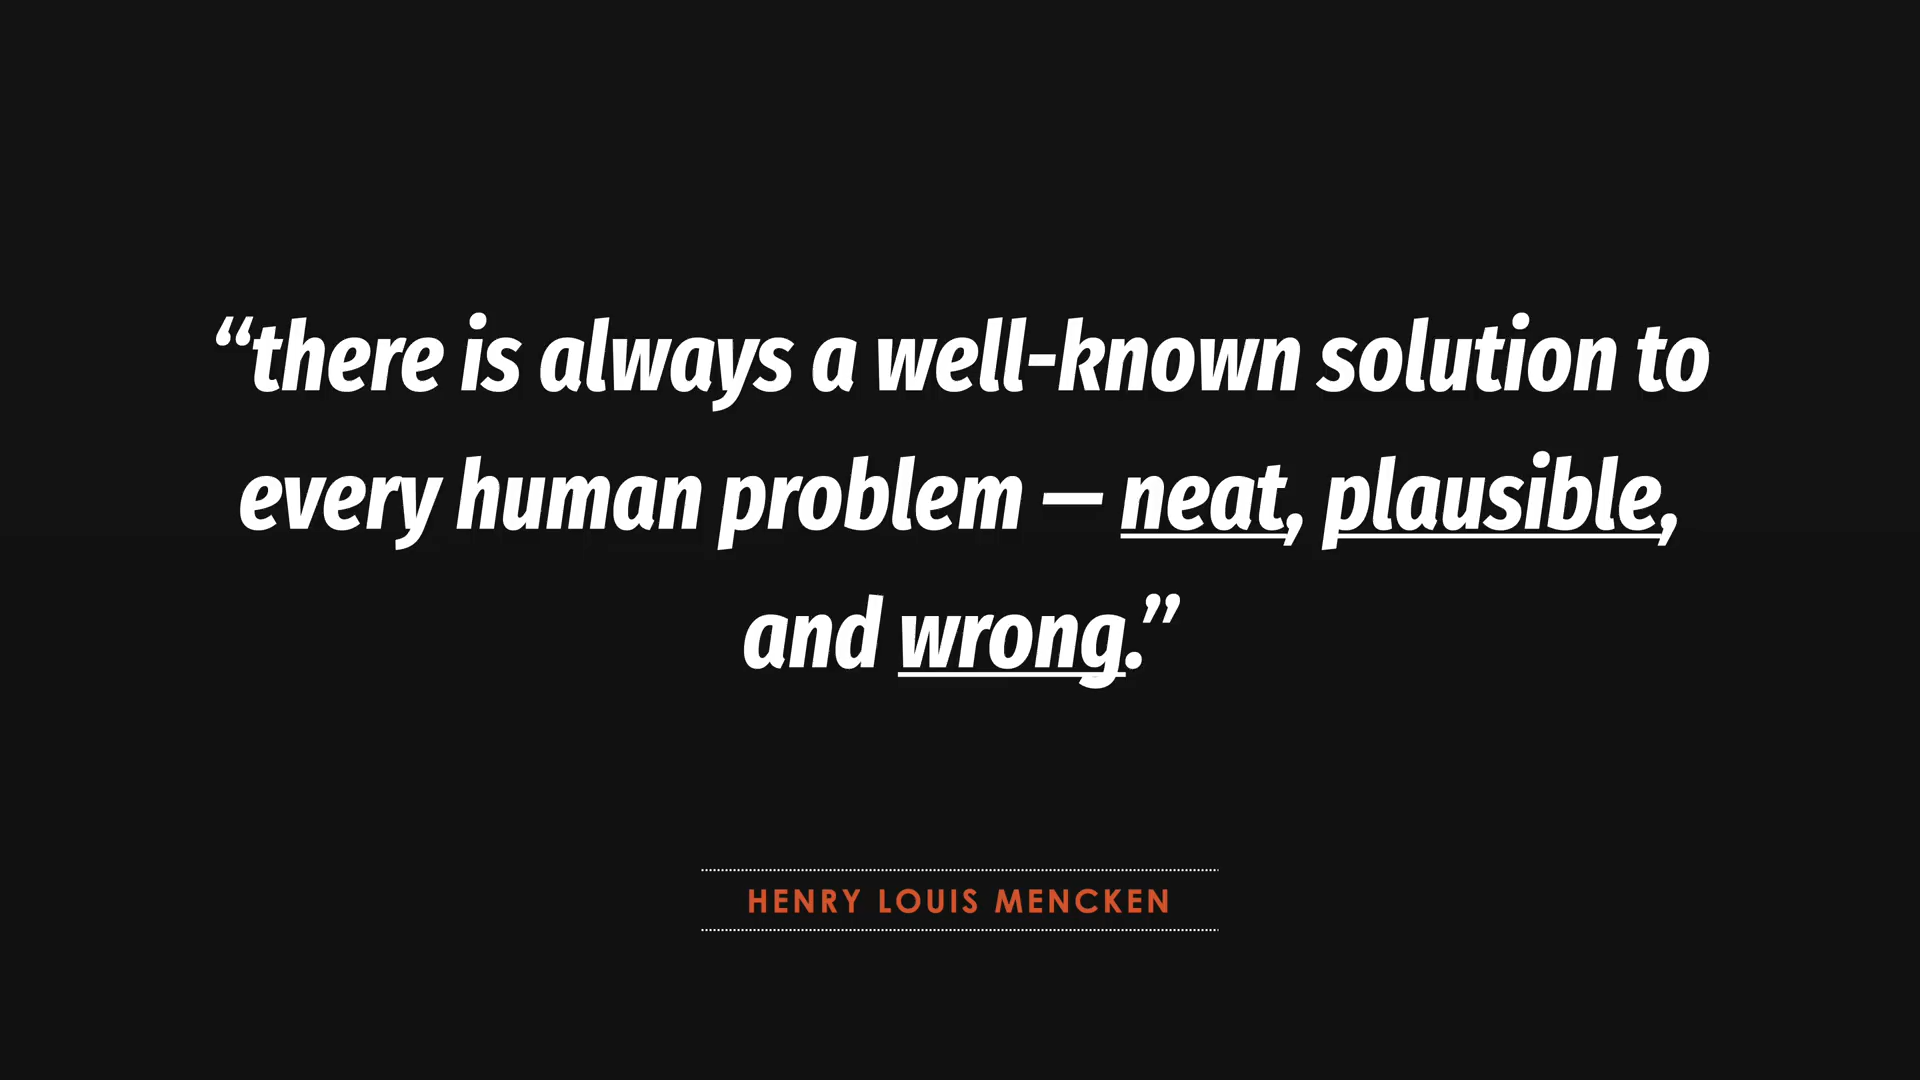 “there is always a well-known solution to
every human problem — neat, plausible,
and wrong.”
HENRY LOUIS MENCKEN